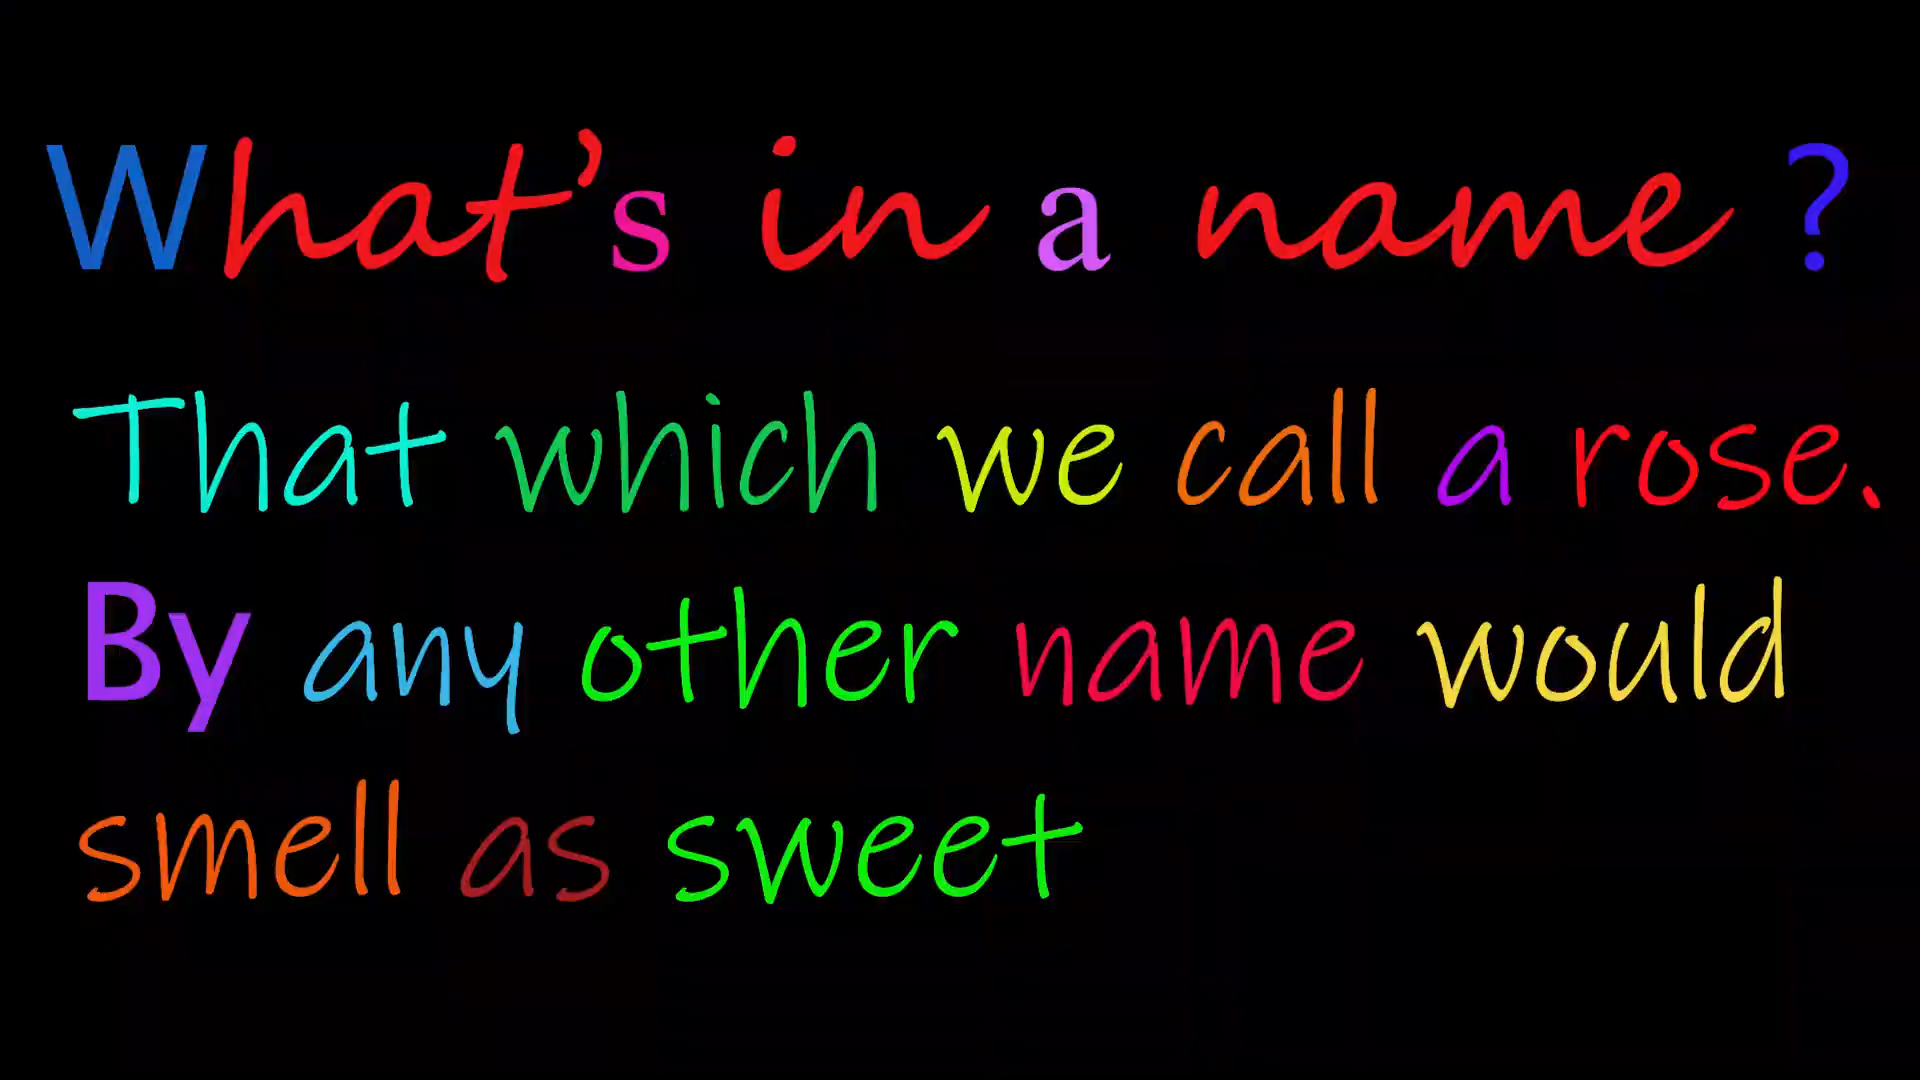 What's in a name ?
That which we call a rose.
By any other name would
smell as sweet